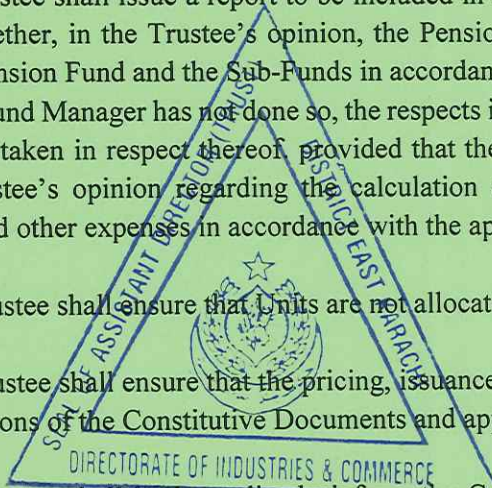 stee shall issue a report to be included in
ether, in the Trustee's opinion, the Pensio
nsion Fund and the Sub-Funds in accordan
und Manager has not done so, the respects i
taken in respect thereof, provided that the
stee's opinion regarding the calculation
d other expenses in accordance with the ap
ustee shall ensure that Units are not allocat
ustee shall ensure that the pricing, issuance
ons of the Constitutive Documents and ap
SEAL OF ASSISTANT DIRECTOR (TRUST)
DISTRICT EAST KARACHI
DIRECTORATE OF INDUSTRIES & COMMERCE